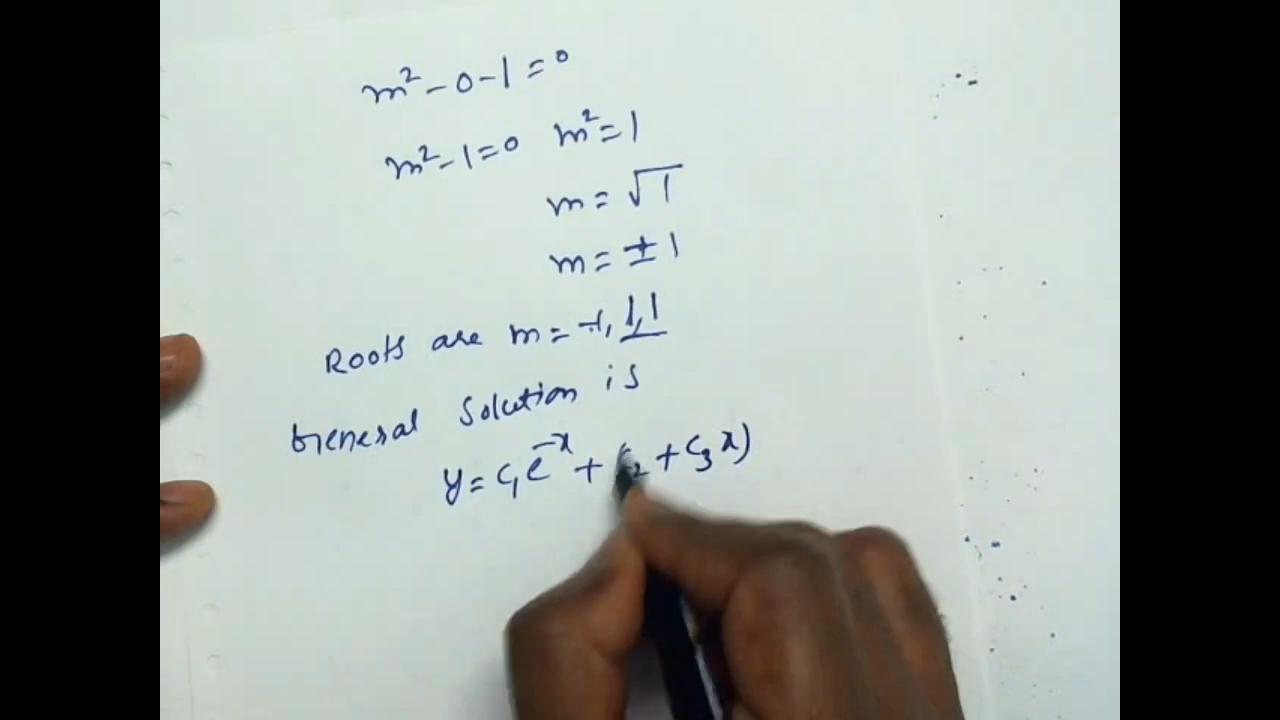 m² - 0 - 1 = 0
m² - 1 = 0 m² = 1
m = √1
m = ± 1
Roots are m = -1, 1, 1
General Solution is
y = c₁e⁻ˣ + c₂ + c₃x)